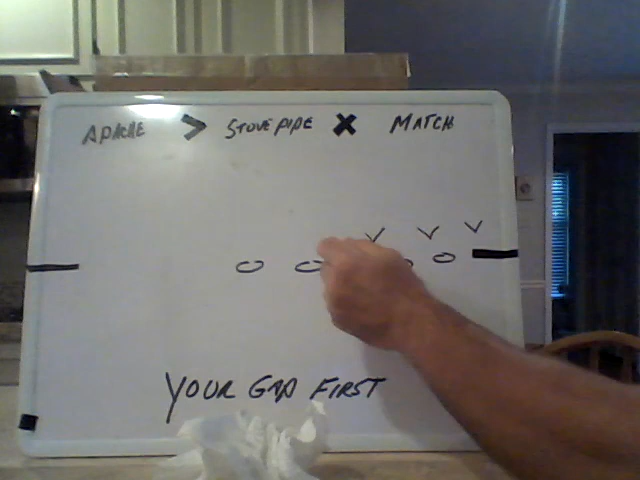 APACHE > STOVEPIPE X MATCH
V V V
YOUR GAP FIRST